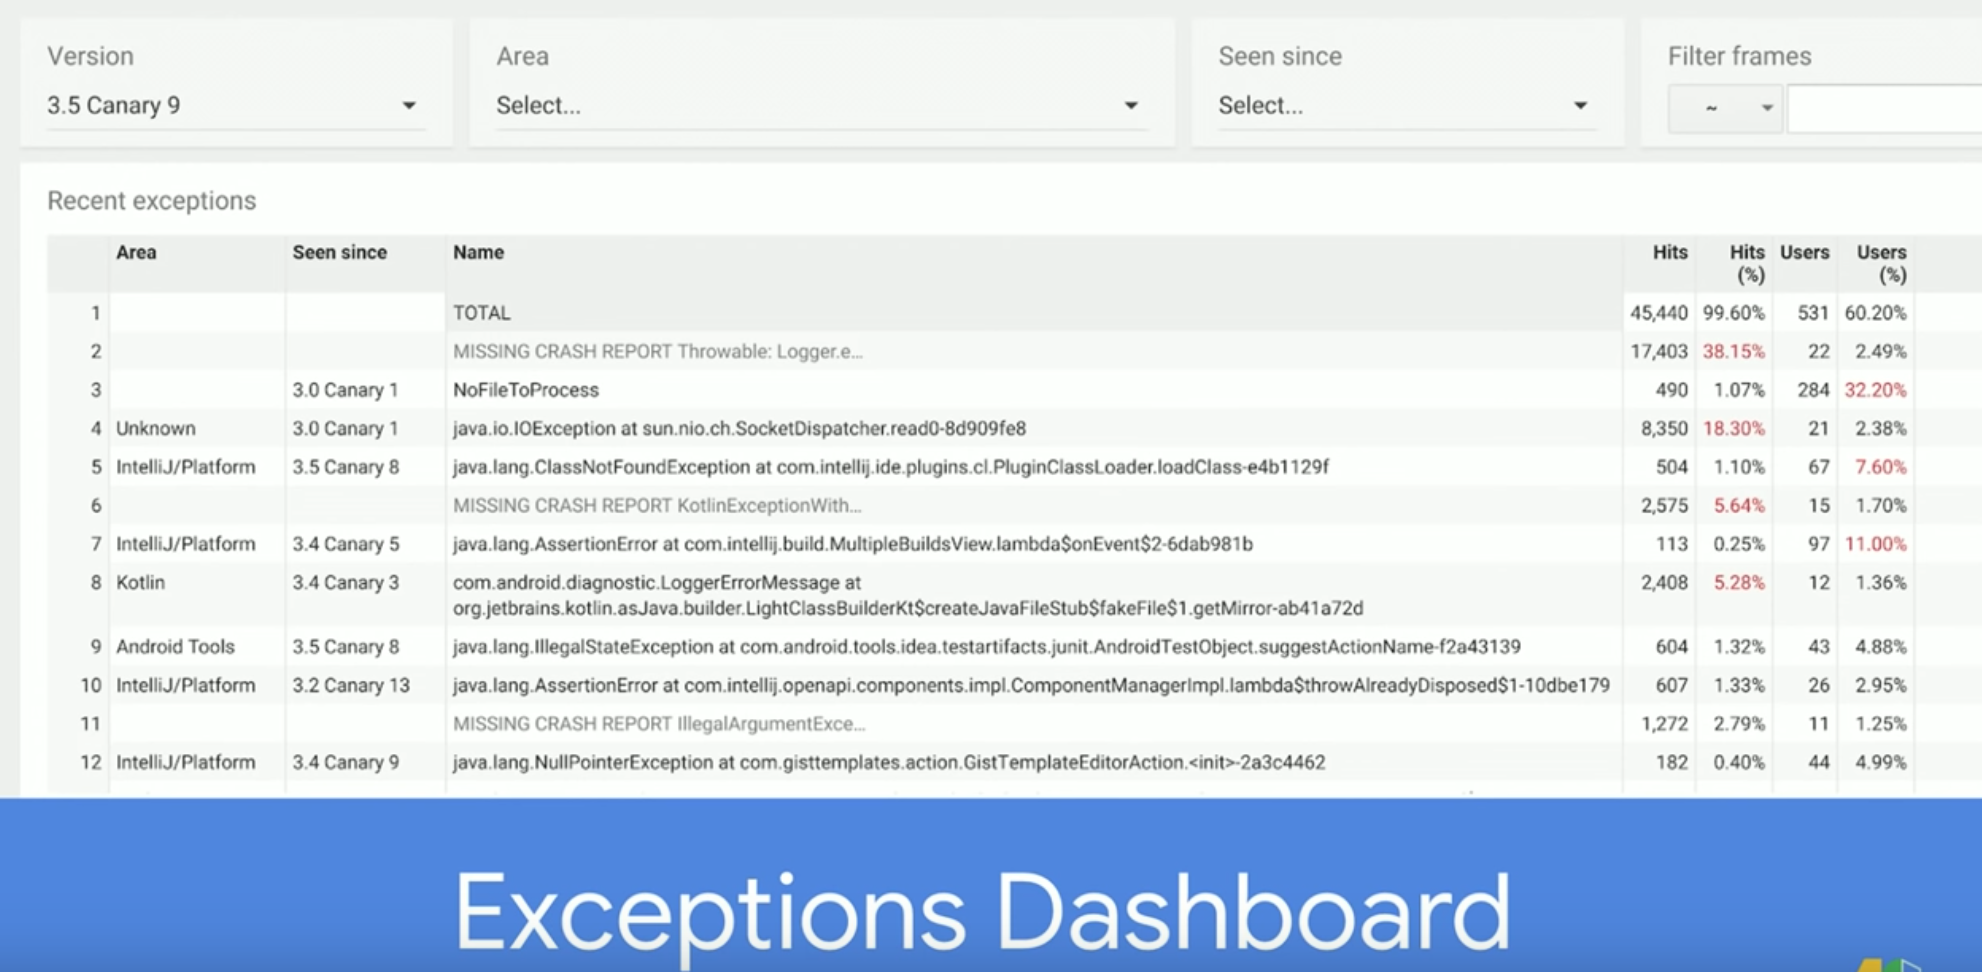 Version
3.5 Canary 9
Area
Select...
Seen since
Select...
Filter frames
~
Recent exceptions
Area Seen since Name Hits Hits (%) Users Users (%)
1 TOTAL 45,440 99.60% 531 60.20%
2 MISSING CRASH REPORT Throwable: Logger.e... 17,403 38.15% 22 2.49%
3 3.0 Canary 1 NoFileToProcess 490 1.07% 284 32.20%
4 Unknown 3.0 Canary 1 java.io.IOException at sun.nio.ch.SocketDispatcher.read0-8d909fe8 8,350 18.30% 21 2.38%
5 IntelliJ/Platform 3.5 Canary 8 java.lang.ClassNotFoundException at com.intellij.ide.plugins.cl.PluginClassLoader.loadClass-e4b1129f 504 1.10% 67 7.60%
6 MISSING CRASH REPORT KotlinExceptionWith... 2,575 5.64% 15 1.70%
7 IntelliJ/Platform 3.4 Canary 5 java.lang.AssertionError at com.intellij.build.MultipleBuildsView.lambda$onEvent$2-6dab981b 113 0.25% 97 11.00%
8 Kotlin 3.4 Canary 3 com.android.diagnostic.LoggerErrorMessage at 2,408 5.28% 12 1.36%
org.jetbrains.kotlin.asJava.builder.LightClassBuilderKt$createJavaFileStub$fakeFile$1.getMirror-ab41a72d
9 Android Tools 3.5 Canary 8 java.lang.IllegalStateException at com.android.tools.idea.testartifacts.junit.AndroidTestObject.suggestActionName-f2a43139 604 1.32% 43 4.88%
10 IntelliJ/Platform 3.2 Canary 13 java.lang.AssertionError at com.intellij.openapi.components.impl.ComponentManagerImpl.lambda$throwAlreadyDisposed$1-10dbe179 607 1.33% 26 2.95%
11 MISSING CRASH REPORT IllegalArgumentExce... 1,272 2.79% 11 1.25%
12 IntelliJ/Platform 3.4 Canary 9 java.lang.NullPointerException at com.gisttemplates.action.GistTemplateEditorAction.<init>-2a3c4462 182 0.40% 44 4.99%
Exceptions Dashboard